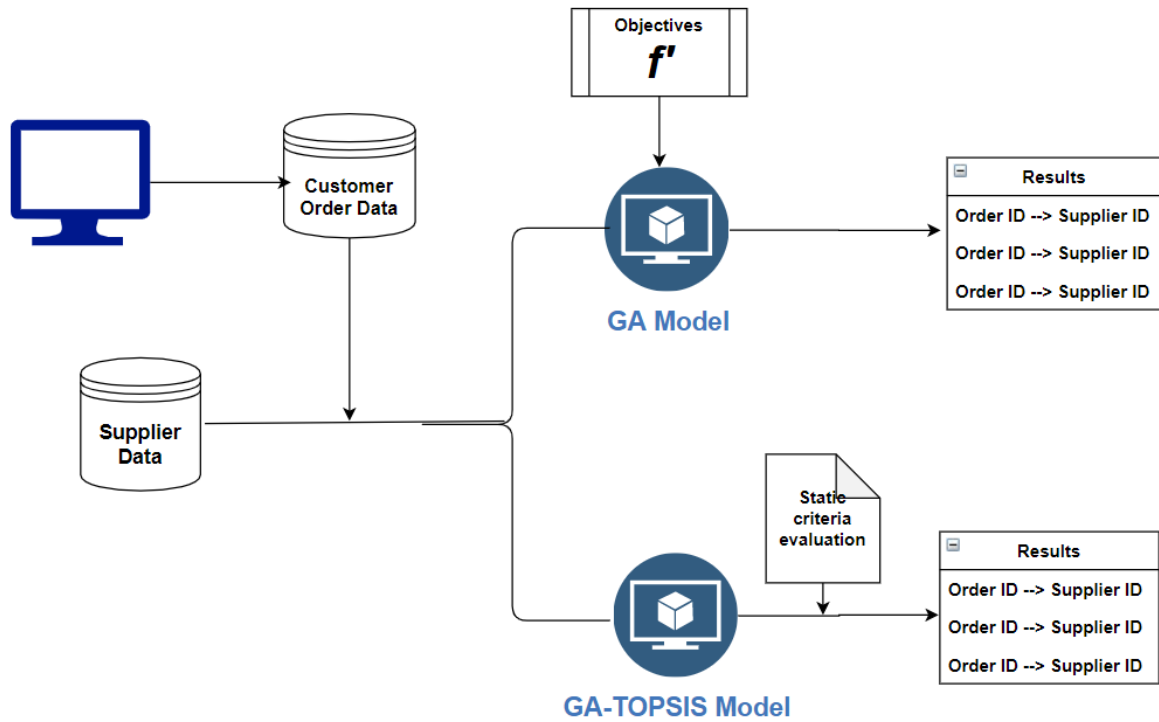 Objectives
f'
Customer
Order Data
Results
Order ID --> Supplier ID
Order ID --> Supplier ID
Order ID --> Supplier ID
GA Model
Supplier
Data
Static
criteria
evaluation
Results
Order ID --> Supplier ID
Order ID --> Supplier ID
Order ID --> Supplier ID
GA-TOPSIS Model